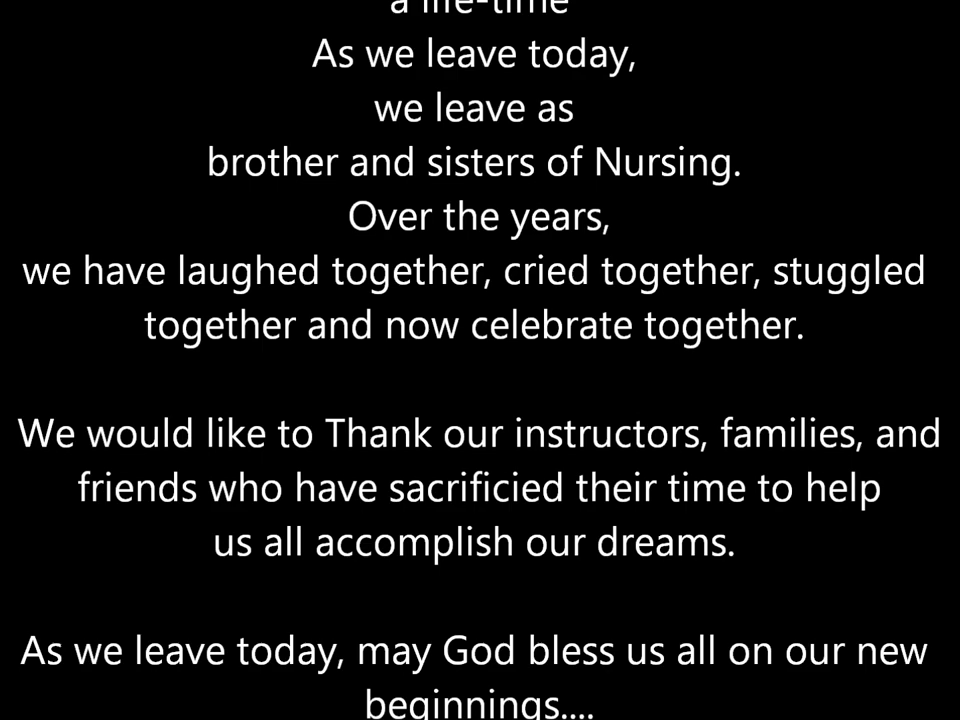 a life-time
As we leave today,
we leave as
brother and sisters of Nursing.
Over the years,
we have laughed together, cried together, stuggled
together and now celebrate together.
We would like to Thank our instructors, families, and
friends who have sacrificied their time to help
us all accomplish our dreams.
As we leave today, may God bless us all on our new
beginnings....